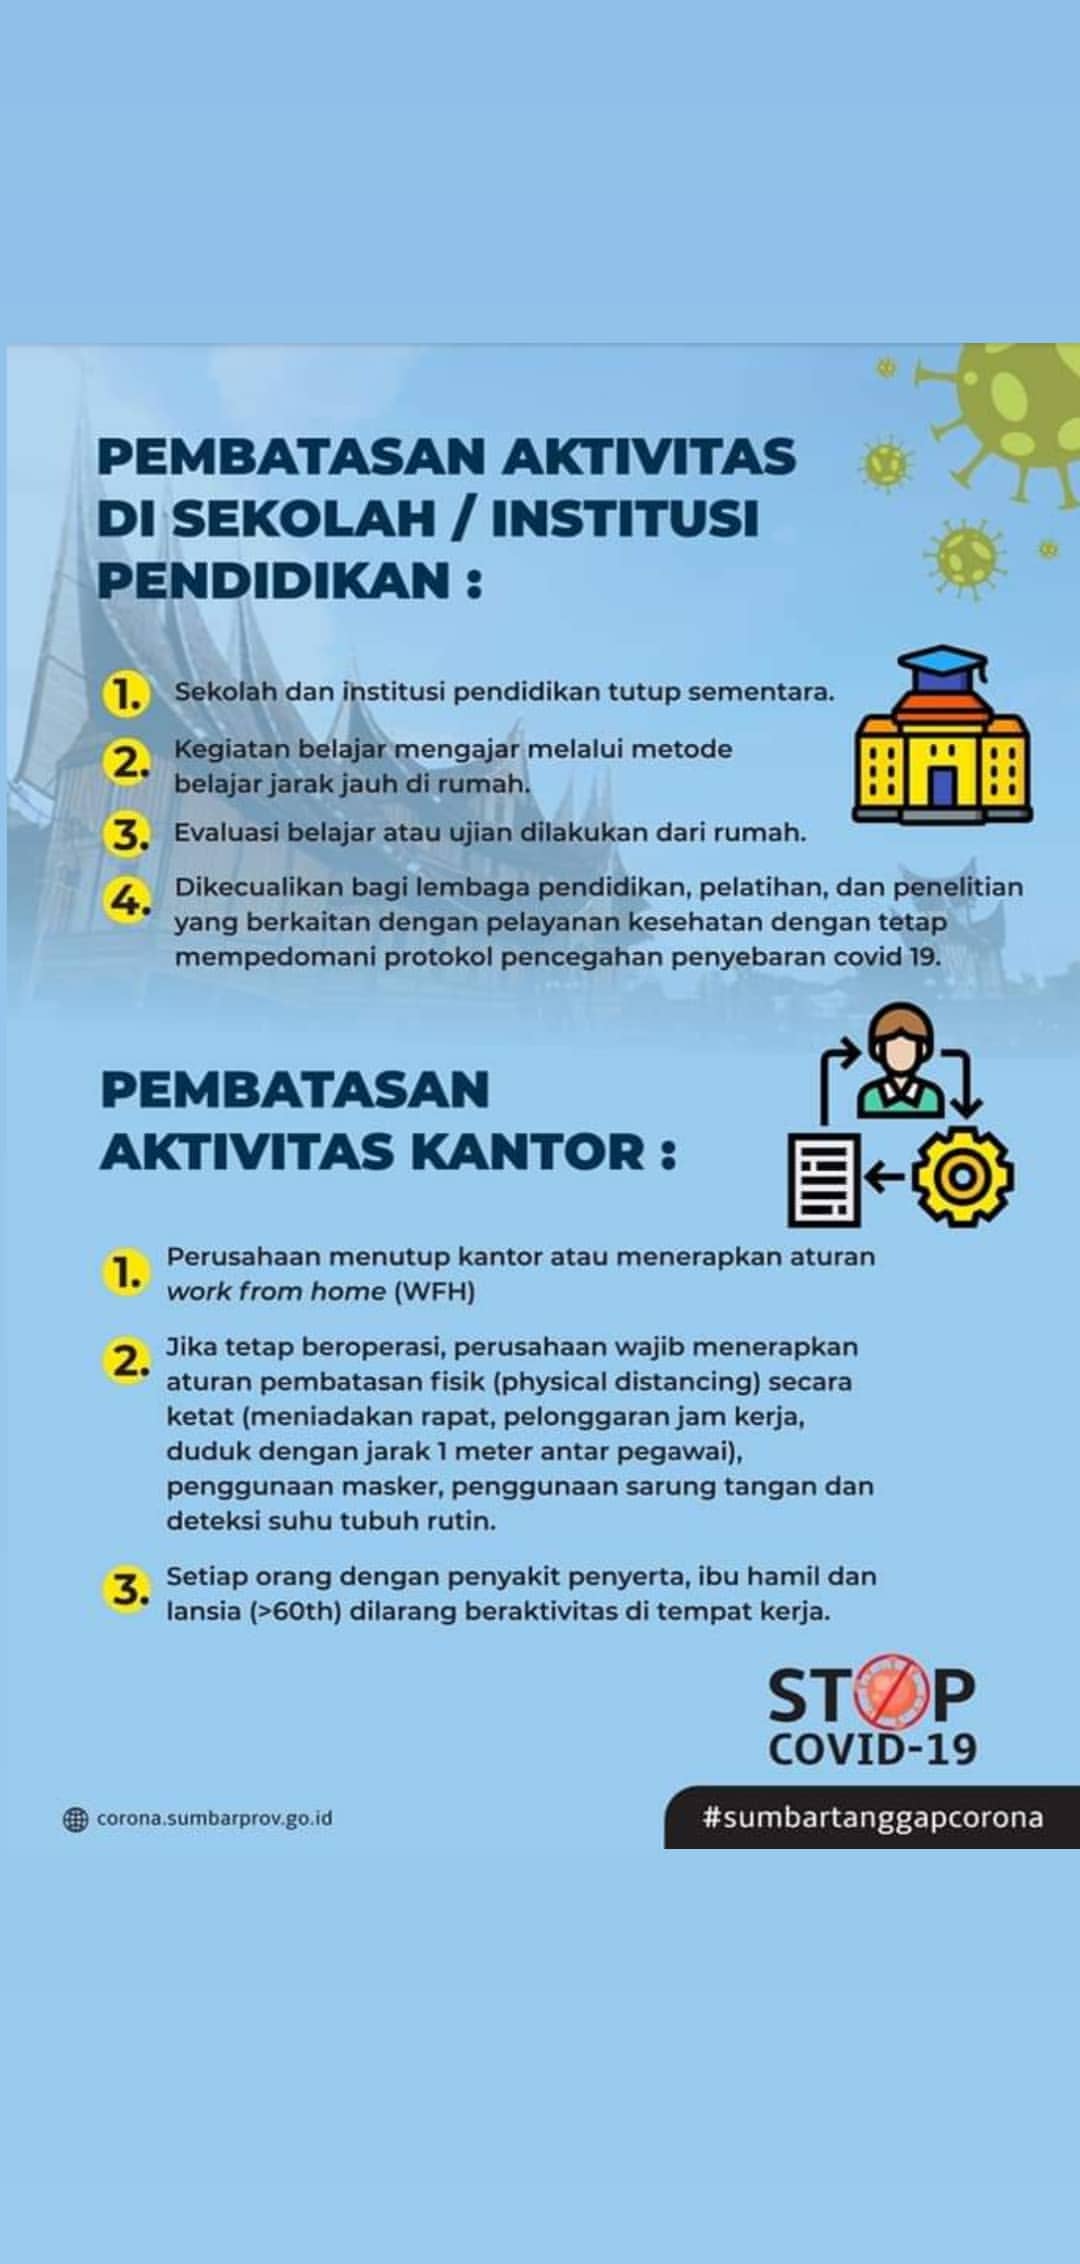 PEMBATASAN AKTIVITAS
DI SEKOLAH / INSTITUSI
PENDIDIKAN :
1. Sekolah dan institusi pendidikan tutup sementara.
2. Kegiatan belajar mengajar melalui metode
belajar jarak jauh di rumah.
3. Evaluasi belajar atau ujian dilakukan dari rumah.
4. Dikecualikan bagi lembaga pendidikan, pelatihan, dan penelitian
yang berkaitan dengan pelayanan kesehatan dengan tetap
mempedomani protokol pencegahan penyebaran covid 19.
PEMBATASAN
AKTIVITAS KANTOR :
1. Perusahaan menutup kantor atau menerapkan aturan
work from home (WFH)
2. Jika tetap beroperasi, perusahaan wajib menerapkan
aturan pembatasan fisik (physical distancing) secara
ketat (meniadakan rapat, pelonggaran jam kerja,
duduk dengan jarak 1 meter antar pegawai),
penggunaan masker, penggunaan sarung tangan dan
deteksi suhu tubuh rutin.
3. Setiap orang dengan penyakit penyerta, ibu hamil dan
lansia (>60th) dilarang beraktivitas di tempat kerja.
STOP
COVID-19
corona.sumbarprov.go.id
#sumbartanggapcorona